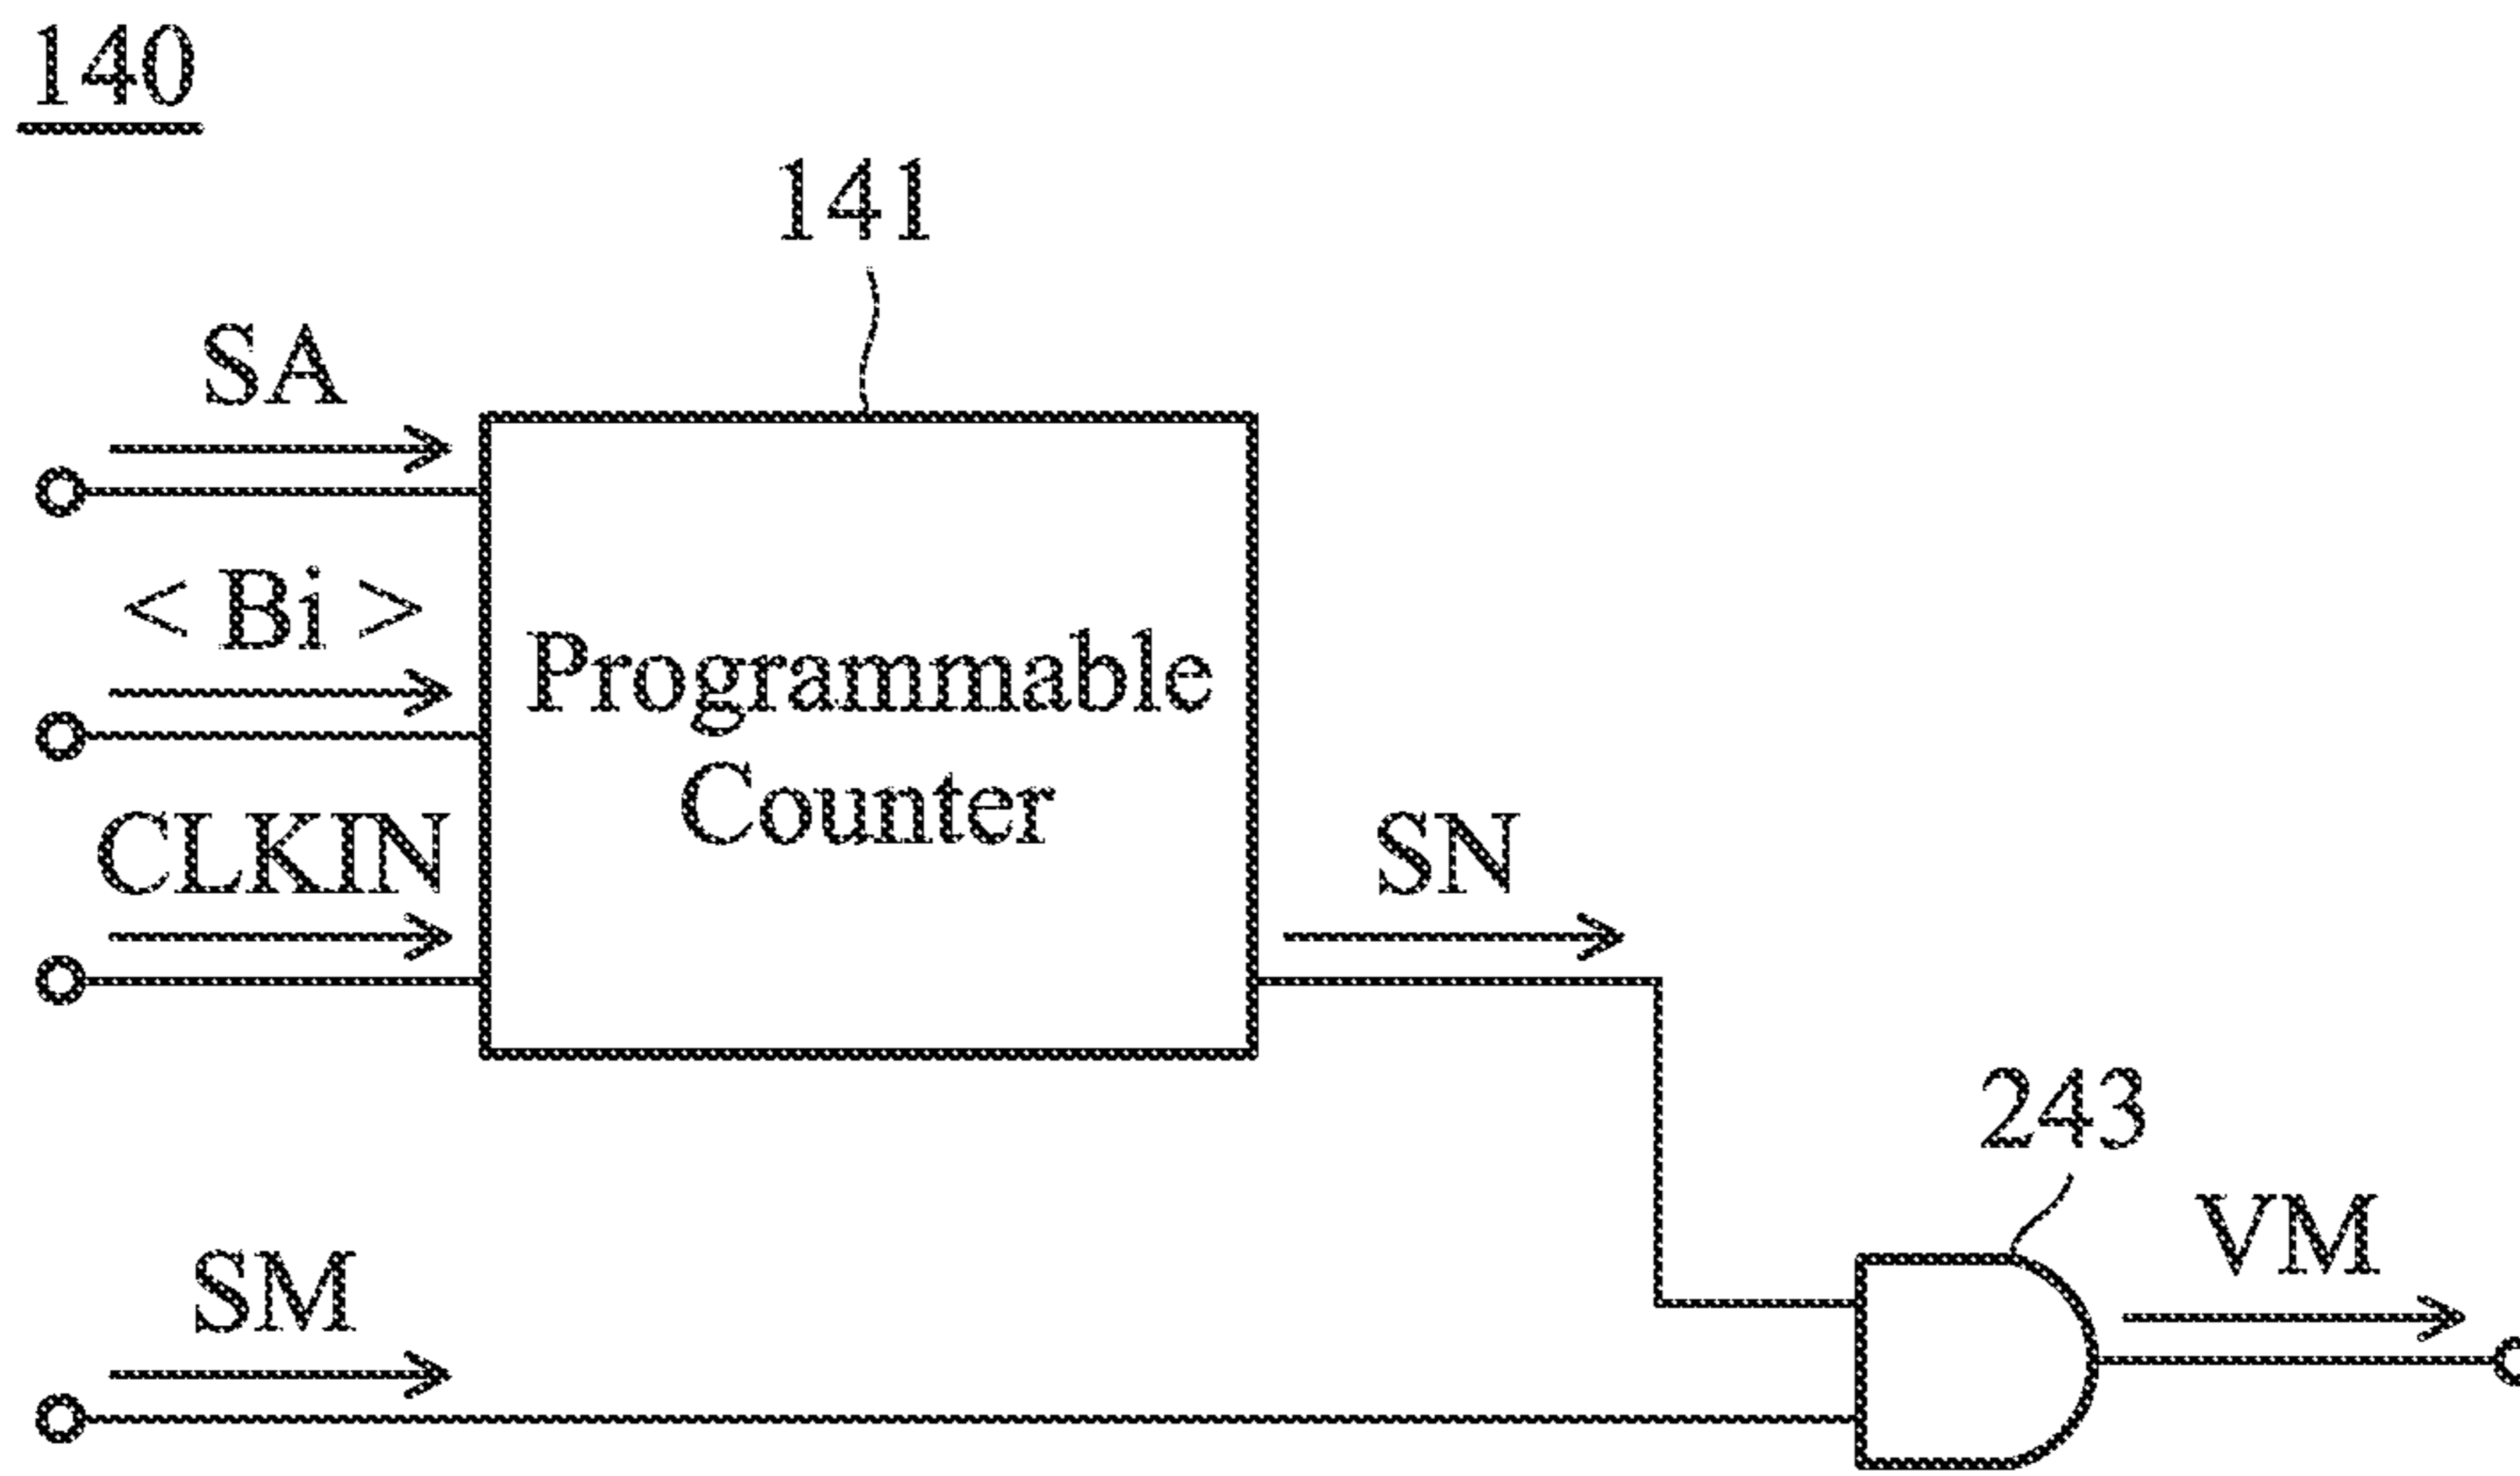 140
141
SA
< Bi >
Programmable
Counter
CLKIN
SN
243
VM
SM